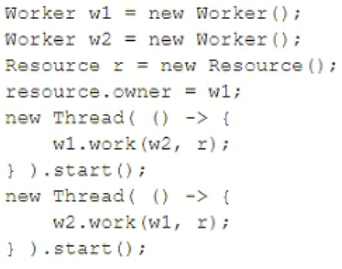 Worker w1 = new Worker();
Worker w2 = new Worker();
Resource r = new Resource();
resource.owner = w1;
new Thread( () -> {
    w1.work(w2, r);
} ).start();
new Thread( () -> {
    w2.work(w1, r);
} ).start();